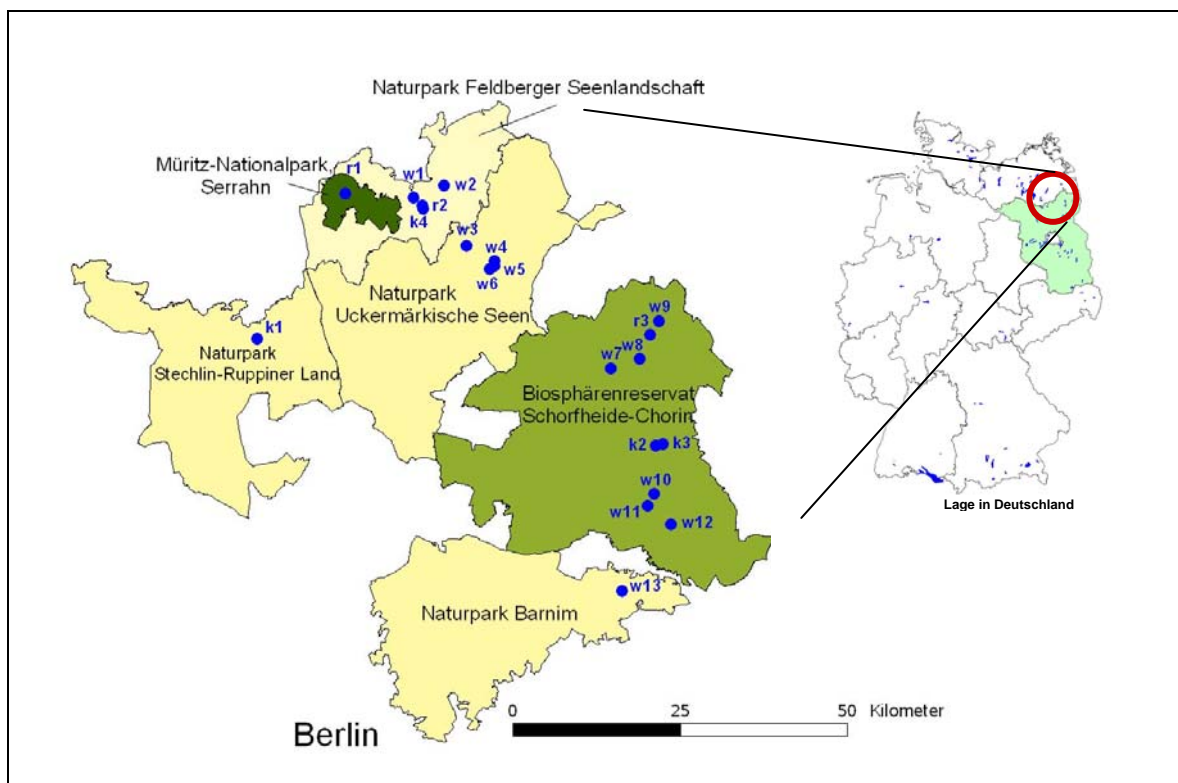 Naturpark Feldberger Seenlandschaft
Müritz-Nationalpark
Serrahn
r1
w1
w2
r2
k4
w3
w4
w5
w6
Naturpark
Uckermärkische Seen
k1
Naturpark
Stechlin-Ruppiner Land
w9
r3
w8
w7
Biosphärenreservat
Schorfheide-Chorin
k2
k3
w10
w11
w12
w13
Naturpark Barnim
Berlin
0
25
50
Kilometer
Lage in Deutschland